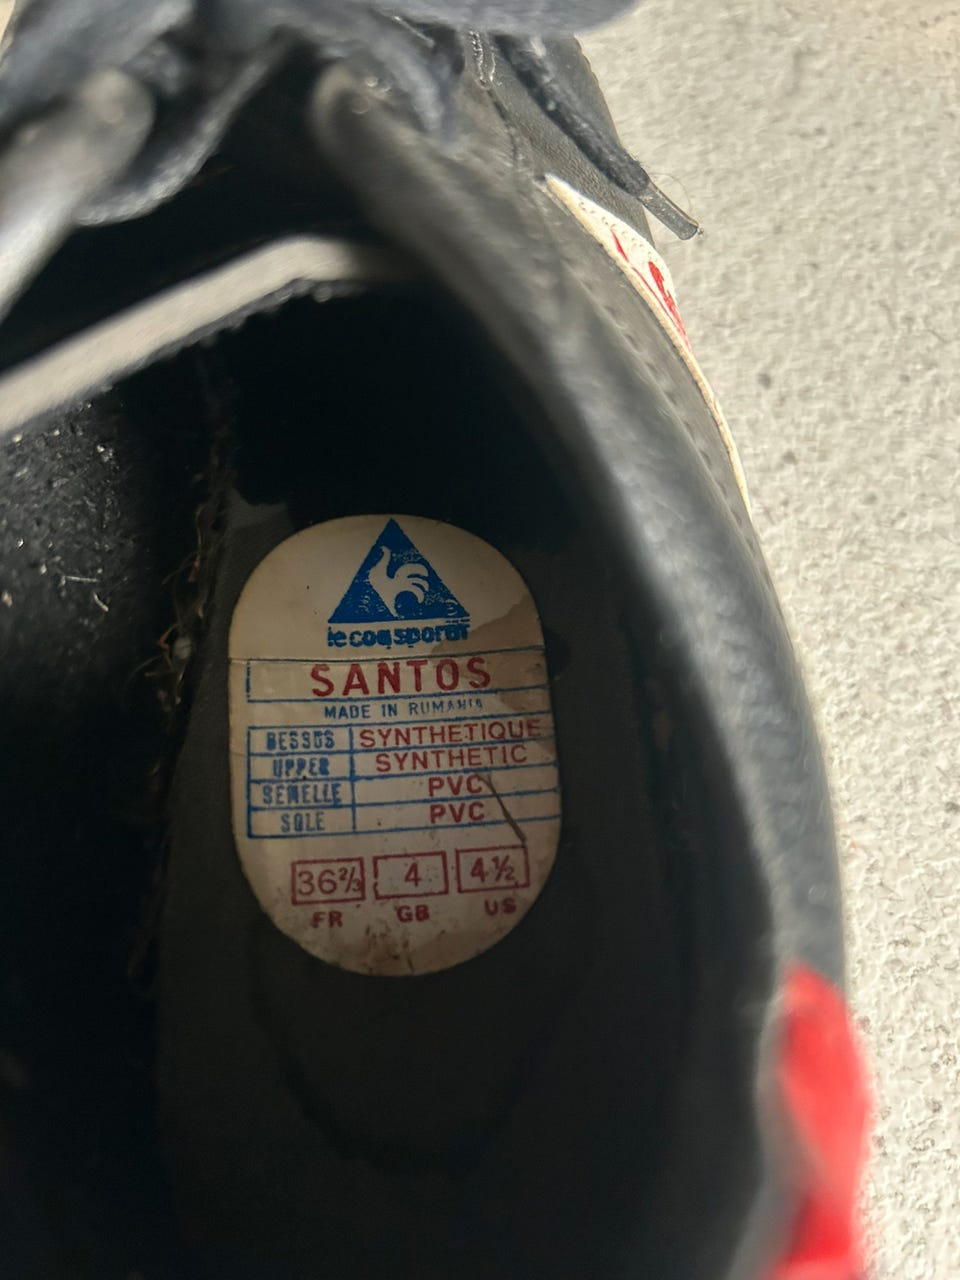 le coq sportif
SANTOS
MADE IN RUMANIA
DESSUS SYNTHETIQUE
UPPER SYNTHETIC
SEMELLE PVC
SOLE PVC
36⅔ 4 4½
FR GB US